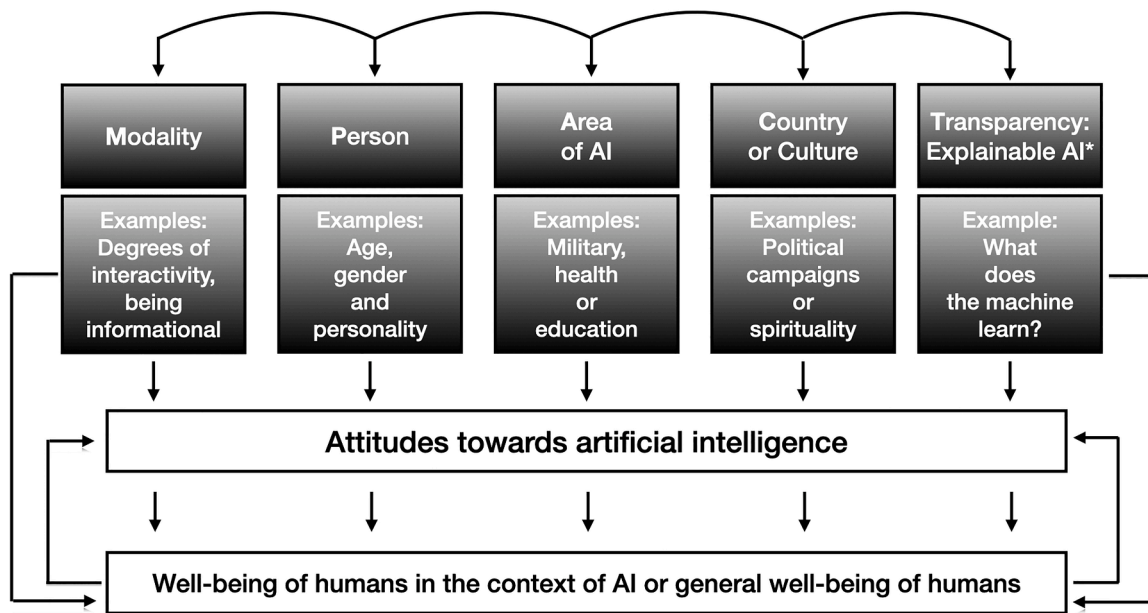 Modality
Person
Area
of AI
Country
or Culture
Transparency:
Explainable AI*
Examples:
Degrees of
interactivity,
being
informational
Examples:
Age,
gender
and
personality
Examples:
Military,
health
or
education
Examples:
Political
campaigns
or
spirituality
Example:
What
does
the machine
learn?
Attitudes towards artificial intelligence
Well-being of humans in the context of AI or general well-being of humans